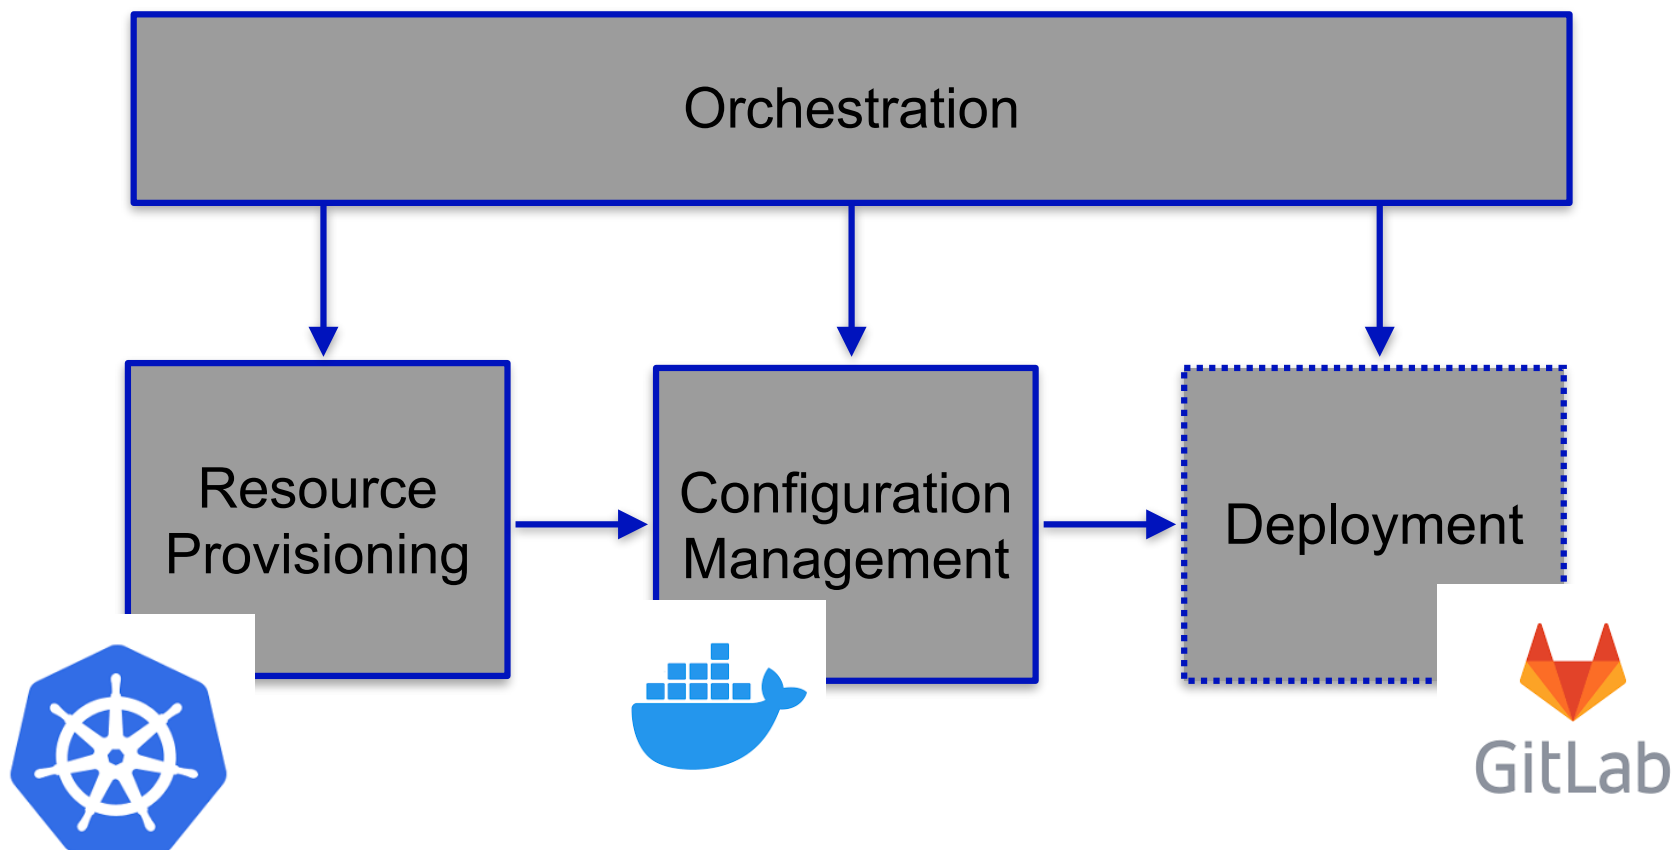 Orchestration
Resource
Provisioning
Configuration
Management
Deployment
GitLab